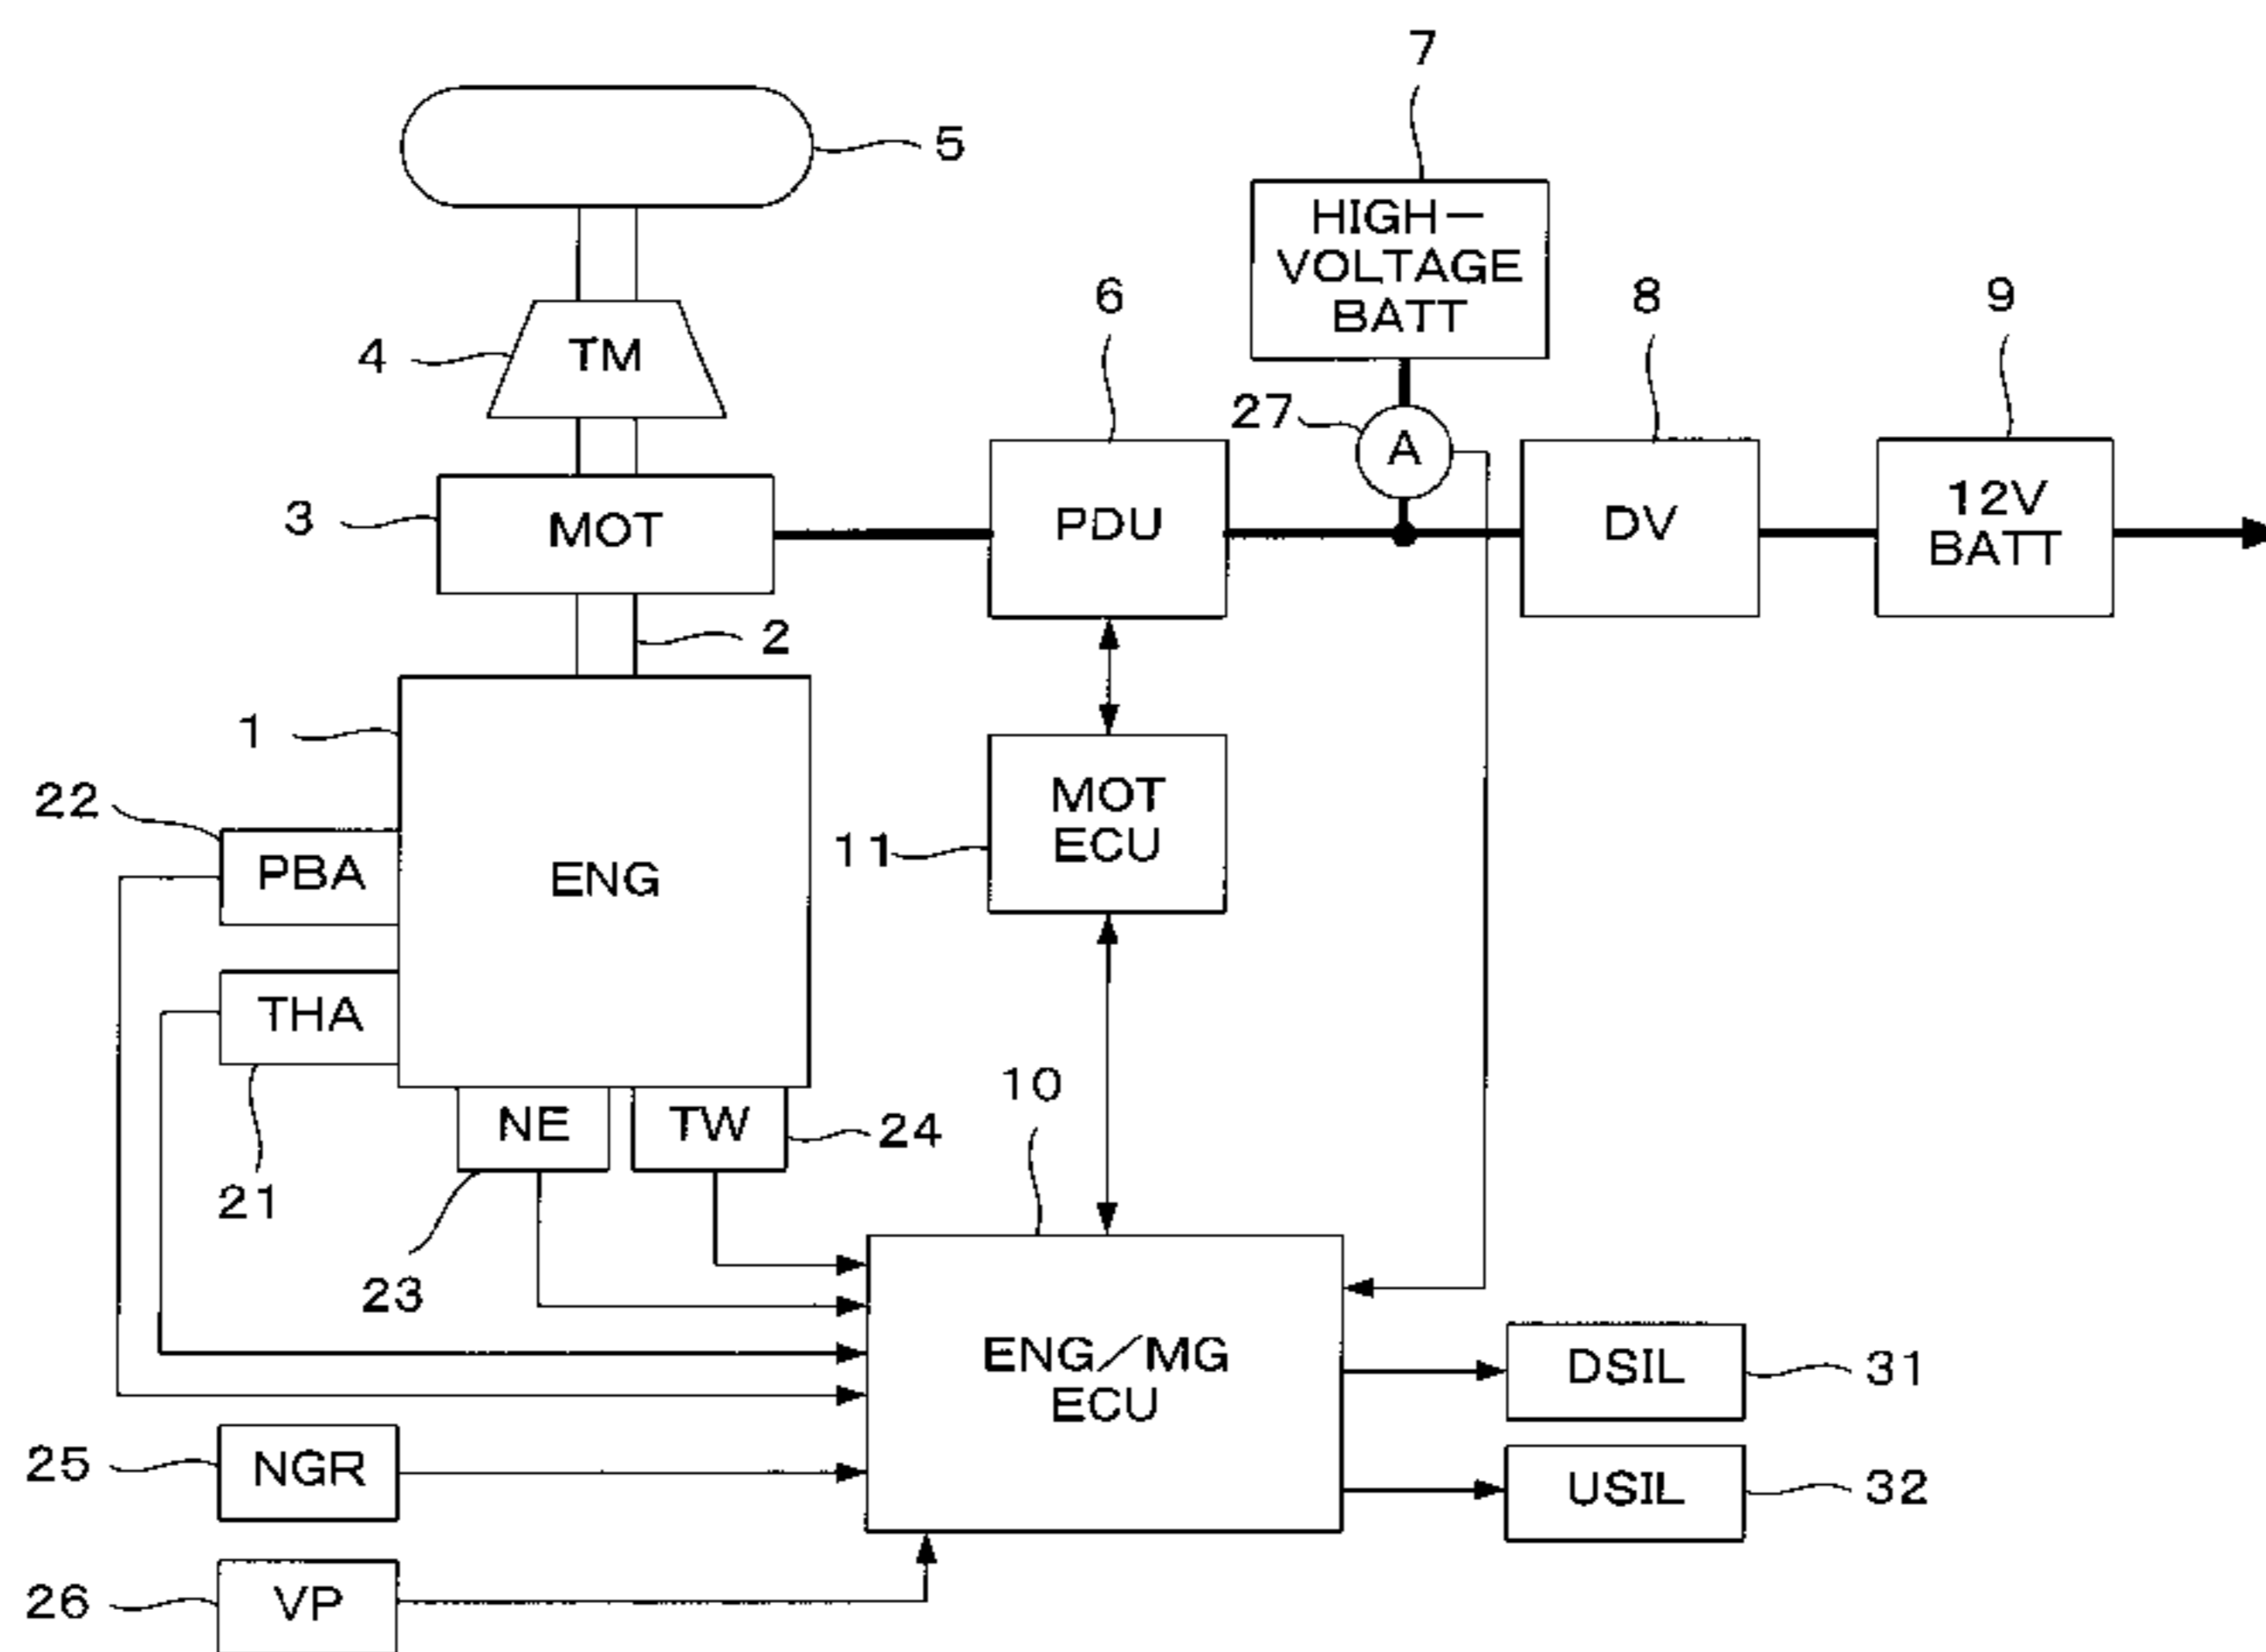 7
5
HIGH-
VOLTAGE
BATT
6
8
9
4
TM
27
A
3
MOT
PDU
DV
12V
BATT
2
1
22
MOT
ECU
11
PBA
ENG
THA
10
NE
TW
24
21
23
ENG/MG
ECU
DSIL
31
25
NGR
USIL
32
26
VP